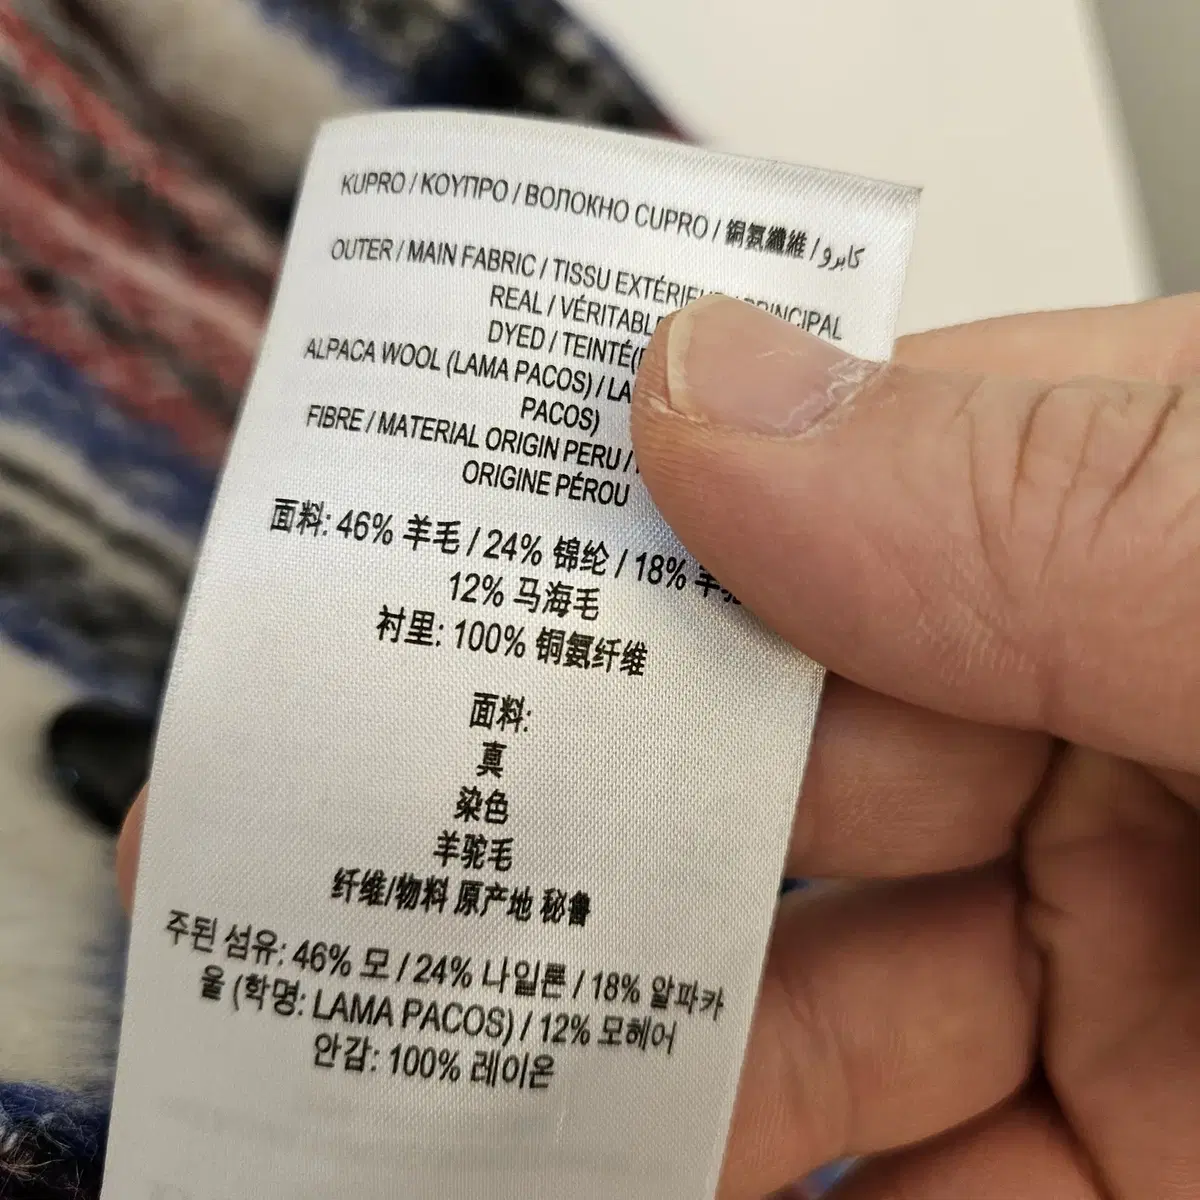 KUPRO / ΚΟΥΠΡΟ / ВОЛОКНО CUPRO / 銅氨纖維 / كابرو
OUTER / MAIN FABRIC / TISSU EXTÉRIEUR PRINCIPAL
REAL / VÉRITABLE
DYED / TEINTÉ(
ALPACA WOOL (LAMA PACOS) /
PACOS)
FIBRE / MATERIAL ORIGIN PERU /
ORIGINE PÉROU
面料: 46% 羊毛 / 24% 锦纶 / 18%
12% 马海毛
衬里: 100% 铜氨纤维
面料:
真
染色
羊驼毛
纤维/物料 原产地 秘鲁
주된 섬유: 46% 모 / 24% 나일론 / 18% 알파카
울 (학명: LAMA PACOS) / 12% 모헤어
안감: 100% 레이온